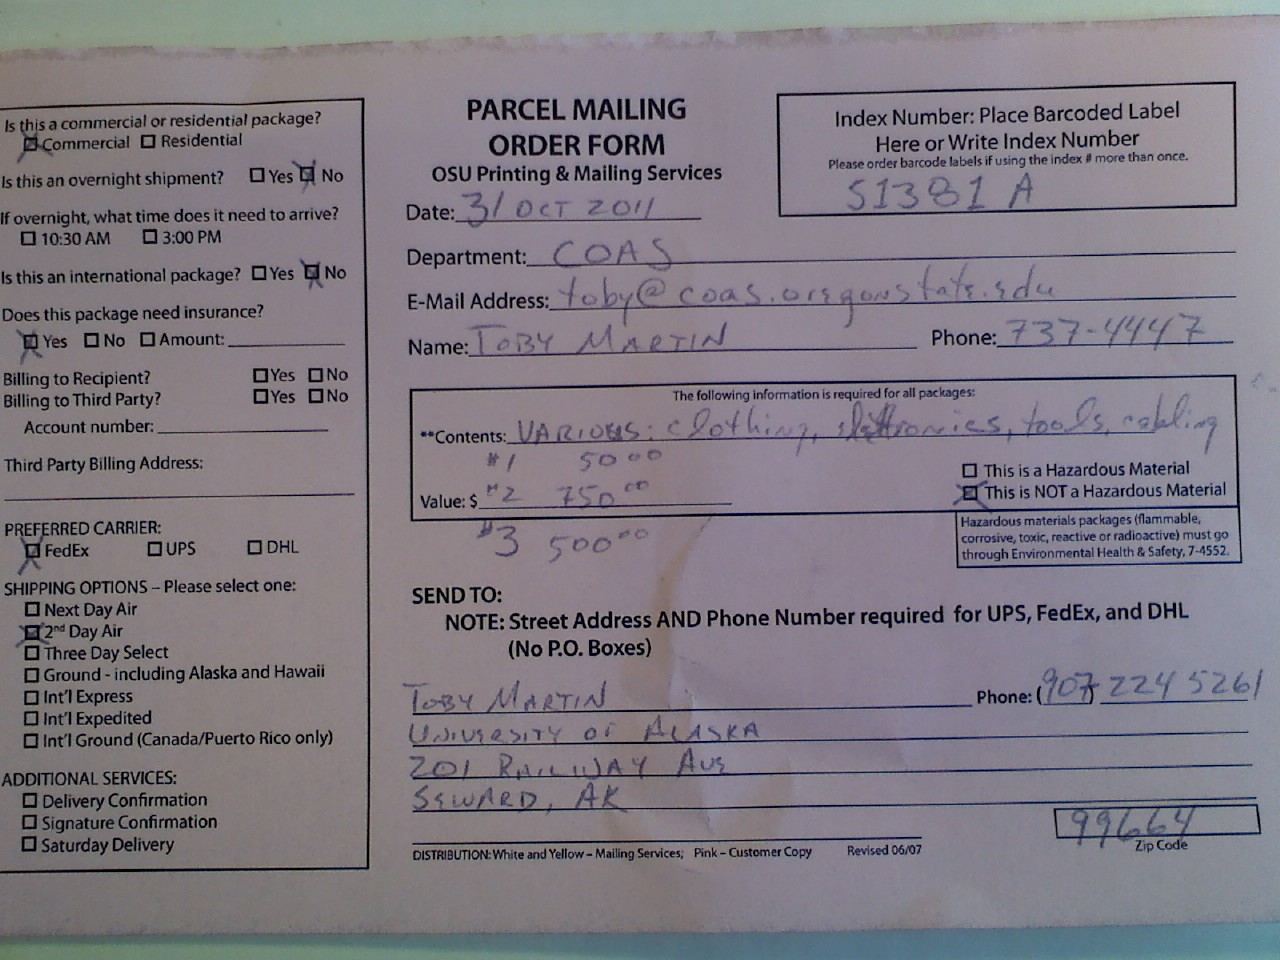 Is this a commercial or residential package?
Commercial Residential
Is this an overnight shipment? Yes No
If overnight, what time does it need to arrive?
10:30 AM 3:00 PM
Is this an international package? Yes No
Does this package need insurance?
Yes No Amount:
Billing to Recipient? Yes No
Billing to Third Party? Yes No
Account number:
Third Party Billing Address:
PREFERRED CARRIER:
FedEx UPS DHL
SHIPPING OPTIONS – Please select one:
Next Day Air
2nd Day Air
Three Day Select
Ground - including Alaska and Hawaii
Int'l Express
Int'l Expedited
Int'l Ground (Canada/Puerto Rico only)
ADDITIONAL SERVICES:
Delivery Confirmation
Signature Confirmation
Saturday Delivery
PARCEL MAILING
ORDER FORM
OSU Printing & Mailing Services
Index Number: Place Barcoded Label
Here or Write Index Number
Please order barcode labels if using the index # more than once.
S1381 A
Date: 31 OCT 2011
Department: COAS
E-Mail Address: toby@coas.oregonstate.edu
Name: TOBY MARTIN Phone: 737-4447
The following information is required for all packages:
**Contents: VARIOUS: clothing, electronics, tools, cabling
#1 50 00
This is a Hazardous Material
Value: $ #2 750 00
This is NOT a Hazardous Material
#3 500 00
Hazardous materials packages (flammable,
corrosive, toxic, reactive or radioactive) must go
through Environmental Health & Safety, 7-4552.
SEND TO:
NOTE: Street Address AND Phone Number required for UPS, FedEx, and DHL
(No P.O. Boxes)
TOBY MARTIN Phone: (907) 224 5261
UNIVERSITY OF ALASKA
201 RAILWAY AVE
SEWARD, AK
99664
Zip Code
DISTRIBUTION: White and Yellow – Mailing Services; Pink – Customer Copy Revised 06/07